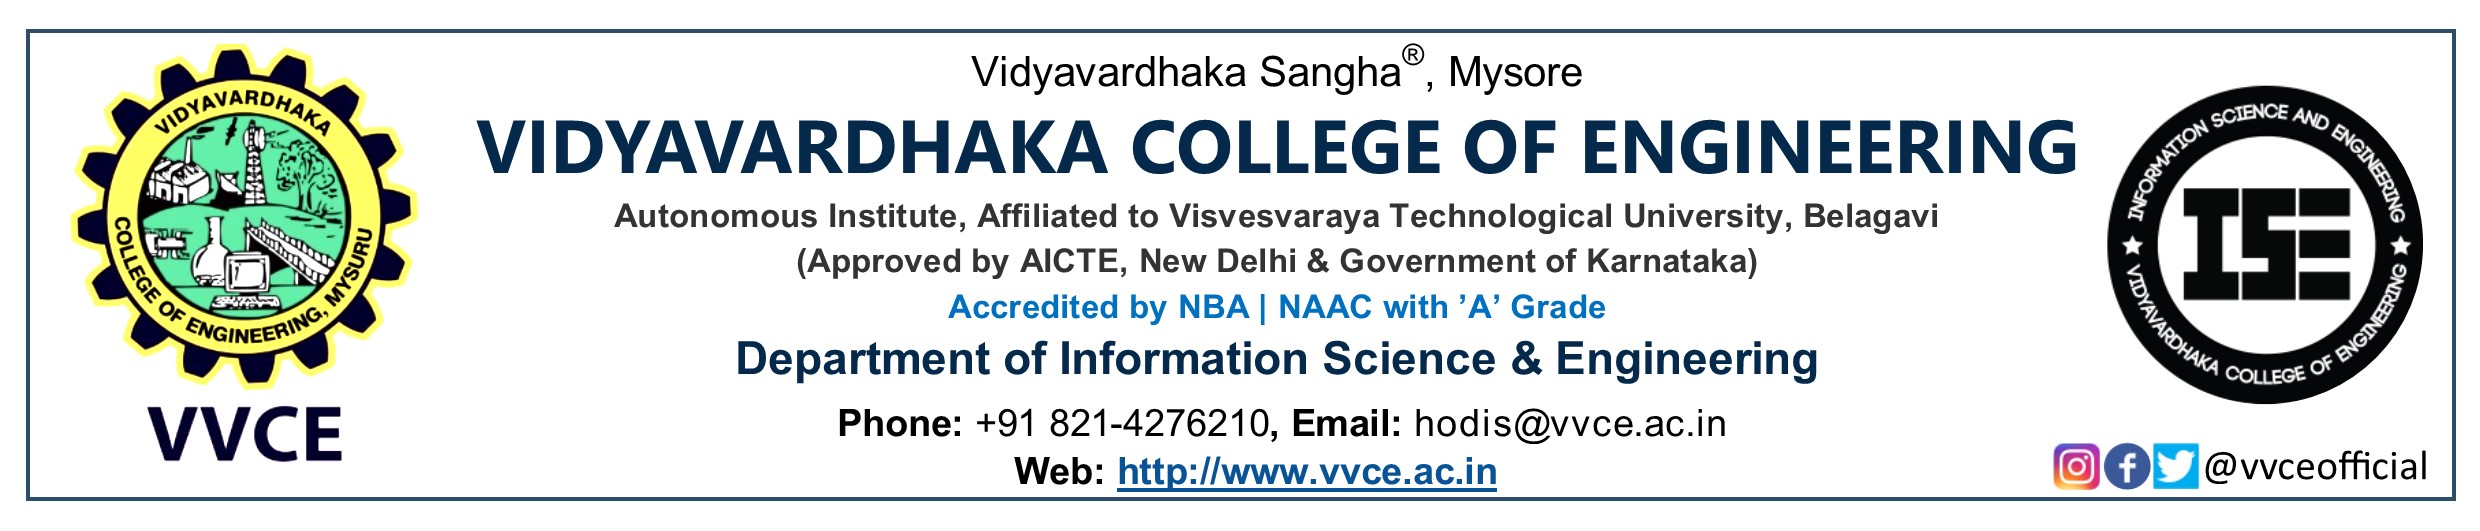 Vidyavardhaka Sangha®, Mysore
VIDYAVARDHAKA COLLEGE OF ENGINEERING
Autonomous Institute, Affiliated to Visvesvaraya Technological University, Belagavi
(Approved by AICTE, New Delhi & Government of Karnataka)
Accredited by NBA | NAAC with ’A’ Grade
Department of Information Science & Engineering
Phone: +91 821-4276210, Email: hodis@vvce.ac.in
Web: http://www.vvce.ac.in
VIDYAVARDHAKA
COLLEGE OF ENGINEERING, MYSURU
VVCE
INFORMATION SCIENCE AND ENGINEERING
ISE
VIDYAVARDHAKA COLLEGE OF ENGINEERING
@vvceofficial